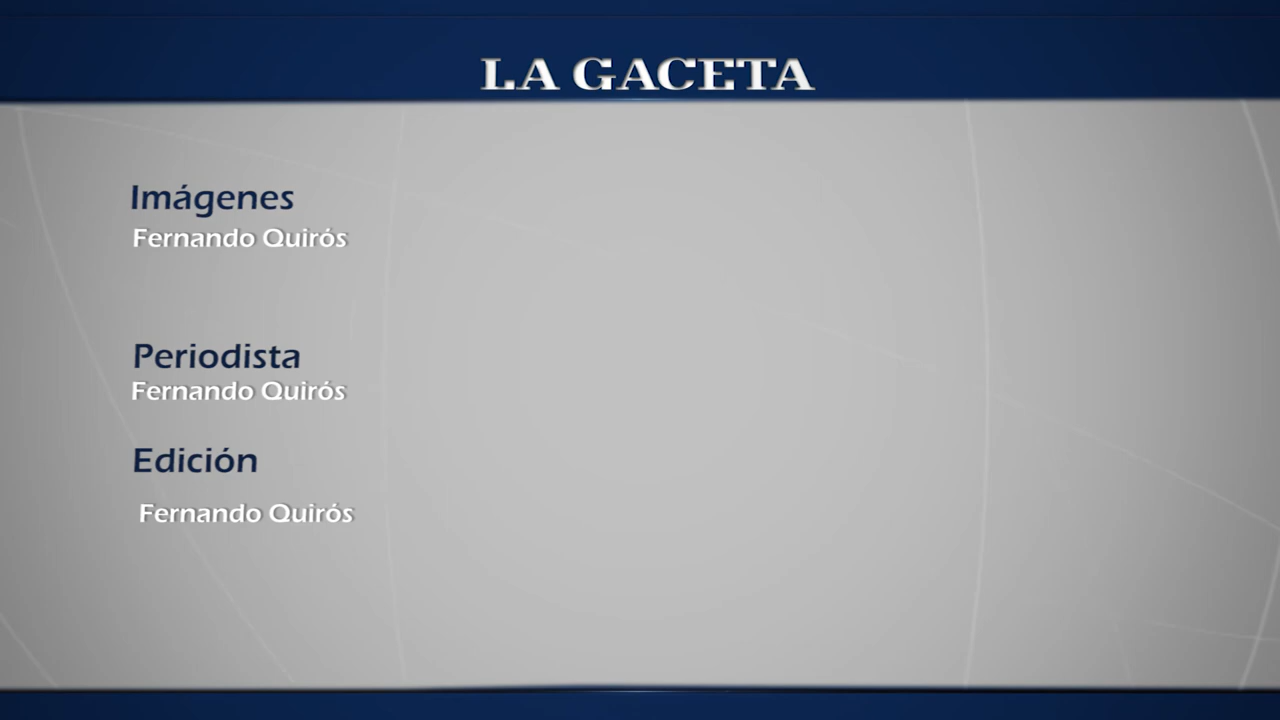 LA GACETA
Imágenes
Fernando Quirós
Periodista
Fernando Quirós
Edición
Fernando Quirós